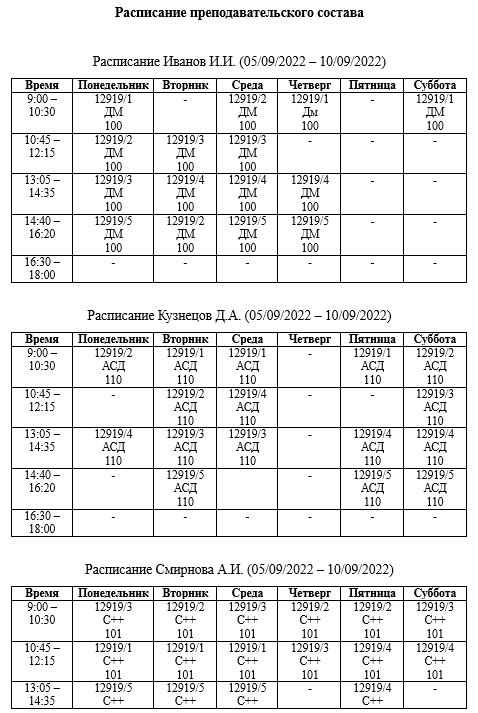 Расписание преподавательского состава
Расписание Иванов И.И. (05/09/2022 – 10/09/2022)
Время Понедельник Вторник Среда Четверг Пятница Суббота
9:00 – 12919/1 - 12919/2 12919/1 - 12919/1
10:30 ДМ ДМ Дм ДМ
100 100 100 100
10:45 – 12919/2 12919/3 12919/3 - - -
12:15 ДМ ДМ ДМ
100 100 100
13:05 – 12919/3 12919/4 12919/4 12919/4 - -
14:35 ДМ ДМ ДМ ДМ
100 100 100 100
14:40 – 12919/5 12919/2 12919/5 12919/5 - -
16:20 ДМ ДМ ДМ ДМ
100 100 100 100
16:30 – - - - - - -
18:00
Расписание Кузнецов Д.А. (05/09/2022 – 10/09/2022)
Время Понедельник Вторник Среда Четверг Пятница Суббота
9:00 – 12919/2 12919/1 12919/1 - 12919/1 12919/2
10:30 АСД АСД АСД АСД АСД
110 110 110 110 110
10:45 – - 12919/2 12919/4 - - 12919/3
12:15 АСД АСД АСД
110 110 110
13:05 – 12919/4 12919/3 12919/3 - 12919/4 12919/4
14:35 АСД АСД АСД АСД АСД
110 110 110 110 110
14:40 – - 12919/5 - 12919/5 12919/5
16:20 АСД АСД АСД
110 110 110
16:30 – - - - - - -
18:00
Расписание Смирнова А.И. (05/09/2022 – 10/09/2022)
Время Понедельник Вторник Среда Четверг Пятница Суббота
9:00 – 12919/3 12919/2 12919/3 12919/2 12919/2 12919/3
10:30 С++ С++ С++ С++ С++ С++
101 101 101 101 101 101
10:45 – 12919/1 12919/1 12919/1 12919/3 12919/4 12919/4
12:15 С++ С++ С++ С++ С++ С++
101 101 101 101 101 101
13:05 – 12919/5 12919/5 12919/5 - 12919/4 -
14:35 С++ С++ С++ С++